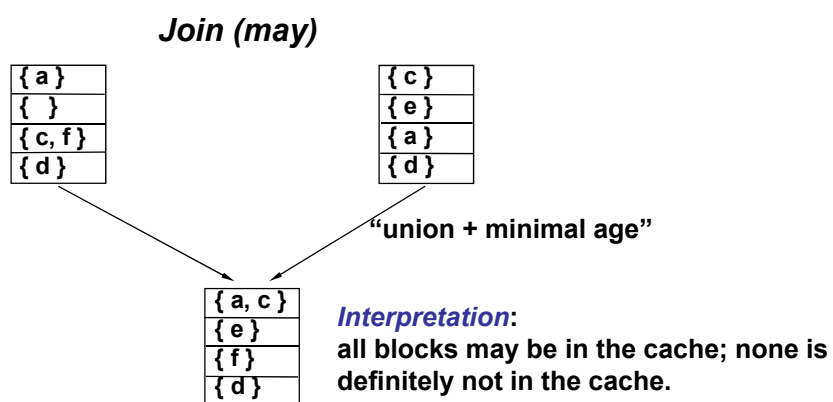 Join (may)
{ a }
{ }
{ c, f }
{ d }
{ c }
{ e }
{ a }
{ d }
“union + minimal age”
{ a, c }
{ e }
{ f }
{ d }
Interpretation:
all blocks may be in the cache; none is
definitely not in the cache.